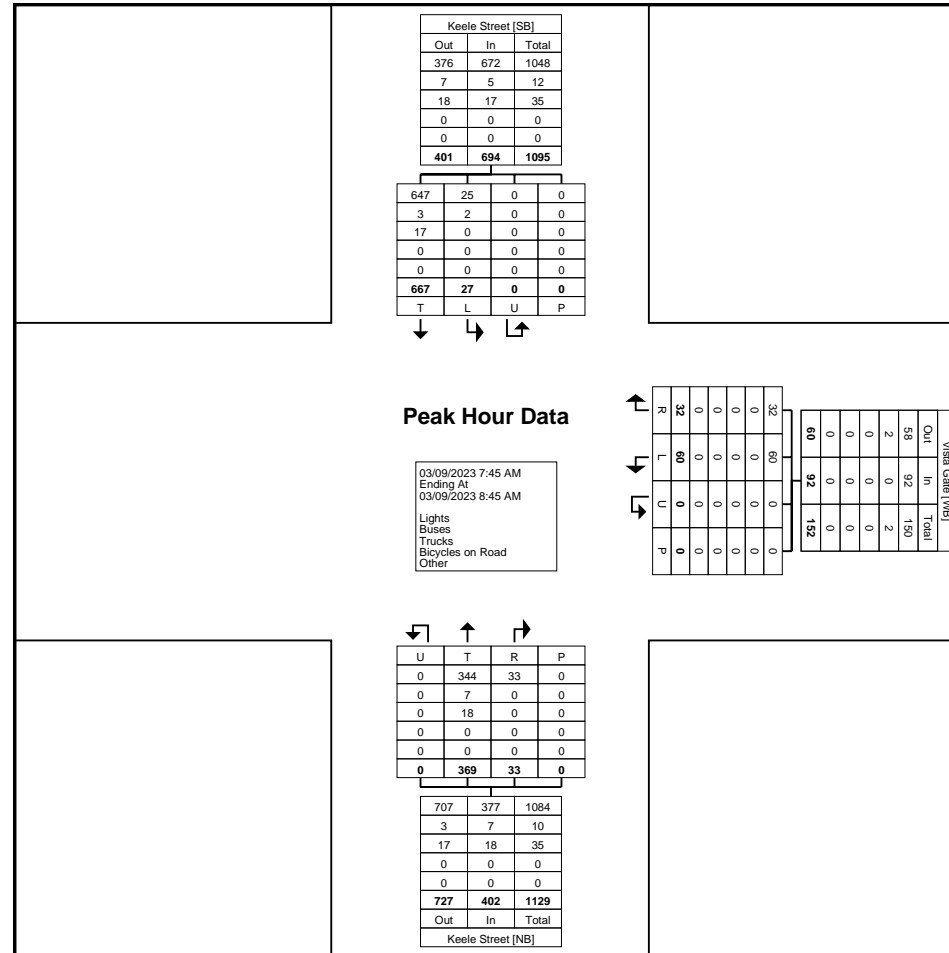 Keele Street [SB]
Out In Total
376 672 1048
7 5 12
18 17 35
0 0 0
0 0 0
401 694 1095
647 25 0 0
3 2 0 0
17 0 0 0
0 0 0 0
0 0 0 0
667 27 0 0
T L U P
Peak Hour Data
03/09/2023 7:45 AM
Ending At
03/09/2023 8:45 AM
Lights
Buses
Trucks
Bicycles on Road
Other
Vista Gate [WB]
Out In Total
58 92 150
2 0 2
0 0 0
0 0 0
0 0 0
60 92 152
32 60 0 0
0 0 0 0
0 0 0 0
0 0 0 0
0 0 0 0
32 60 0 0
R L U P
U T R P
0 344 33 0
0 7 0 0
0 18 0 0
0 0 0 0
0 0 0 0
0 369 33 0
707 377 1084
3 7 10
17 18 35
0 0 0
0 0 0
727 402 1129
Out In Total
Keele Street [NB]